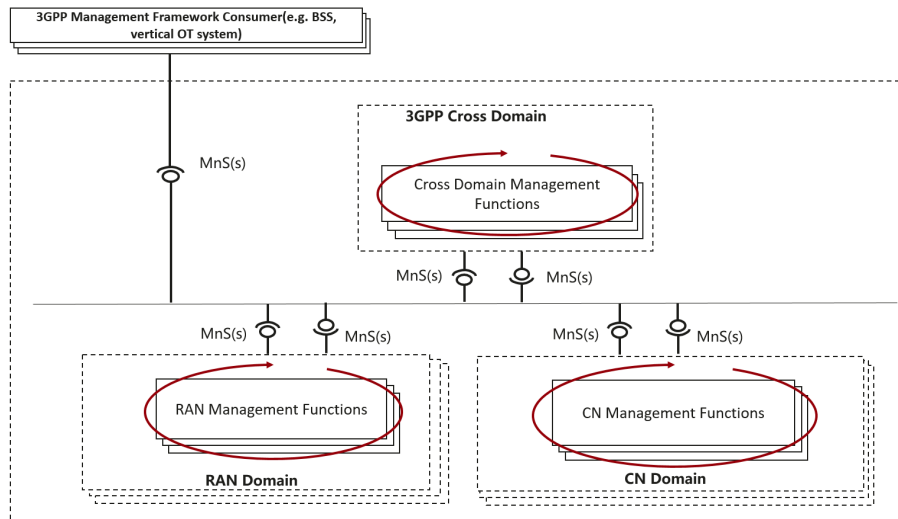 3GPP Management Framework Consumer(e.g. BSS,
vertical OT system)
3GPP Cross Domain
MnS(s)
Cross Domain Management
Functions
MnS(s)
MnS(s)
MnS(s)
MnS(s)
MnS(s)
MnS(s)
RAN Management Functions
CN Management Functions
RAN Domain
CN Domain